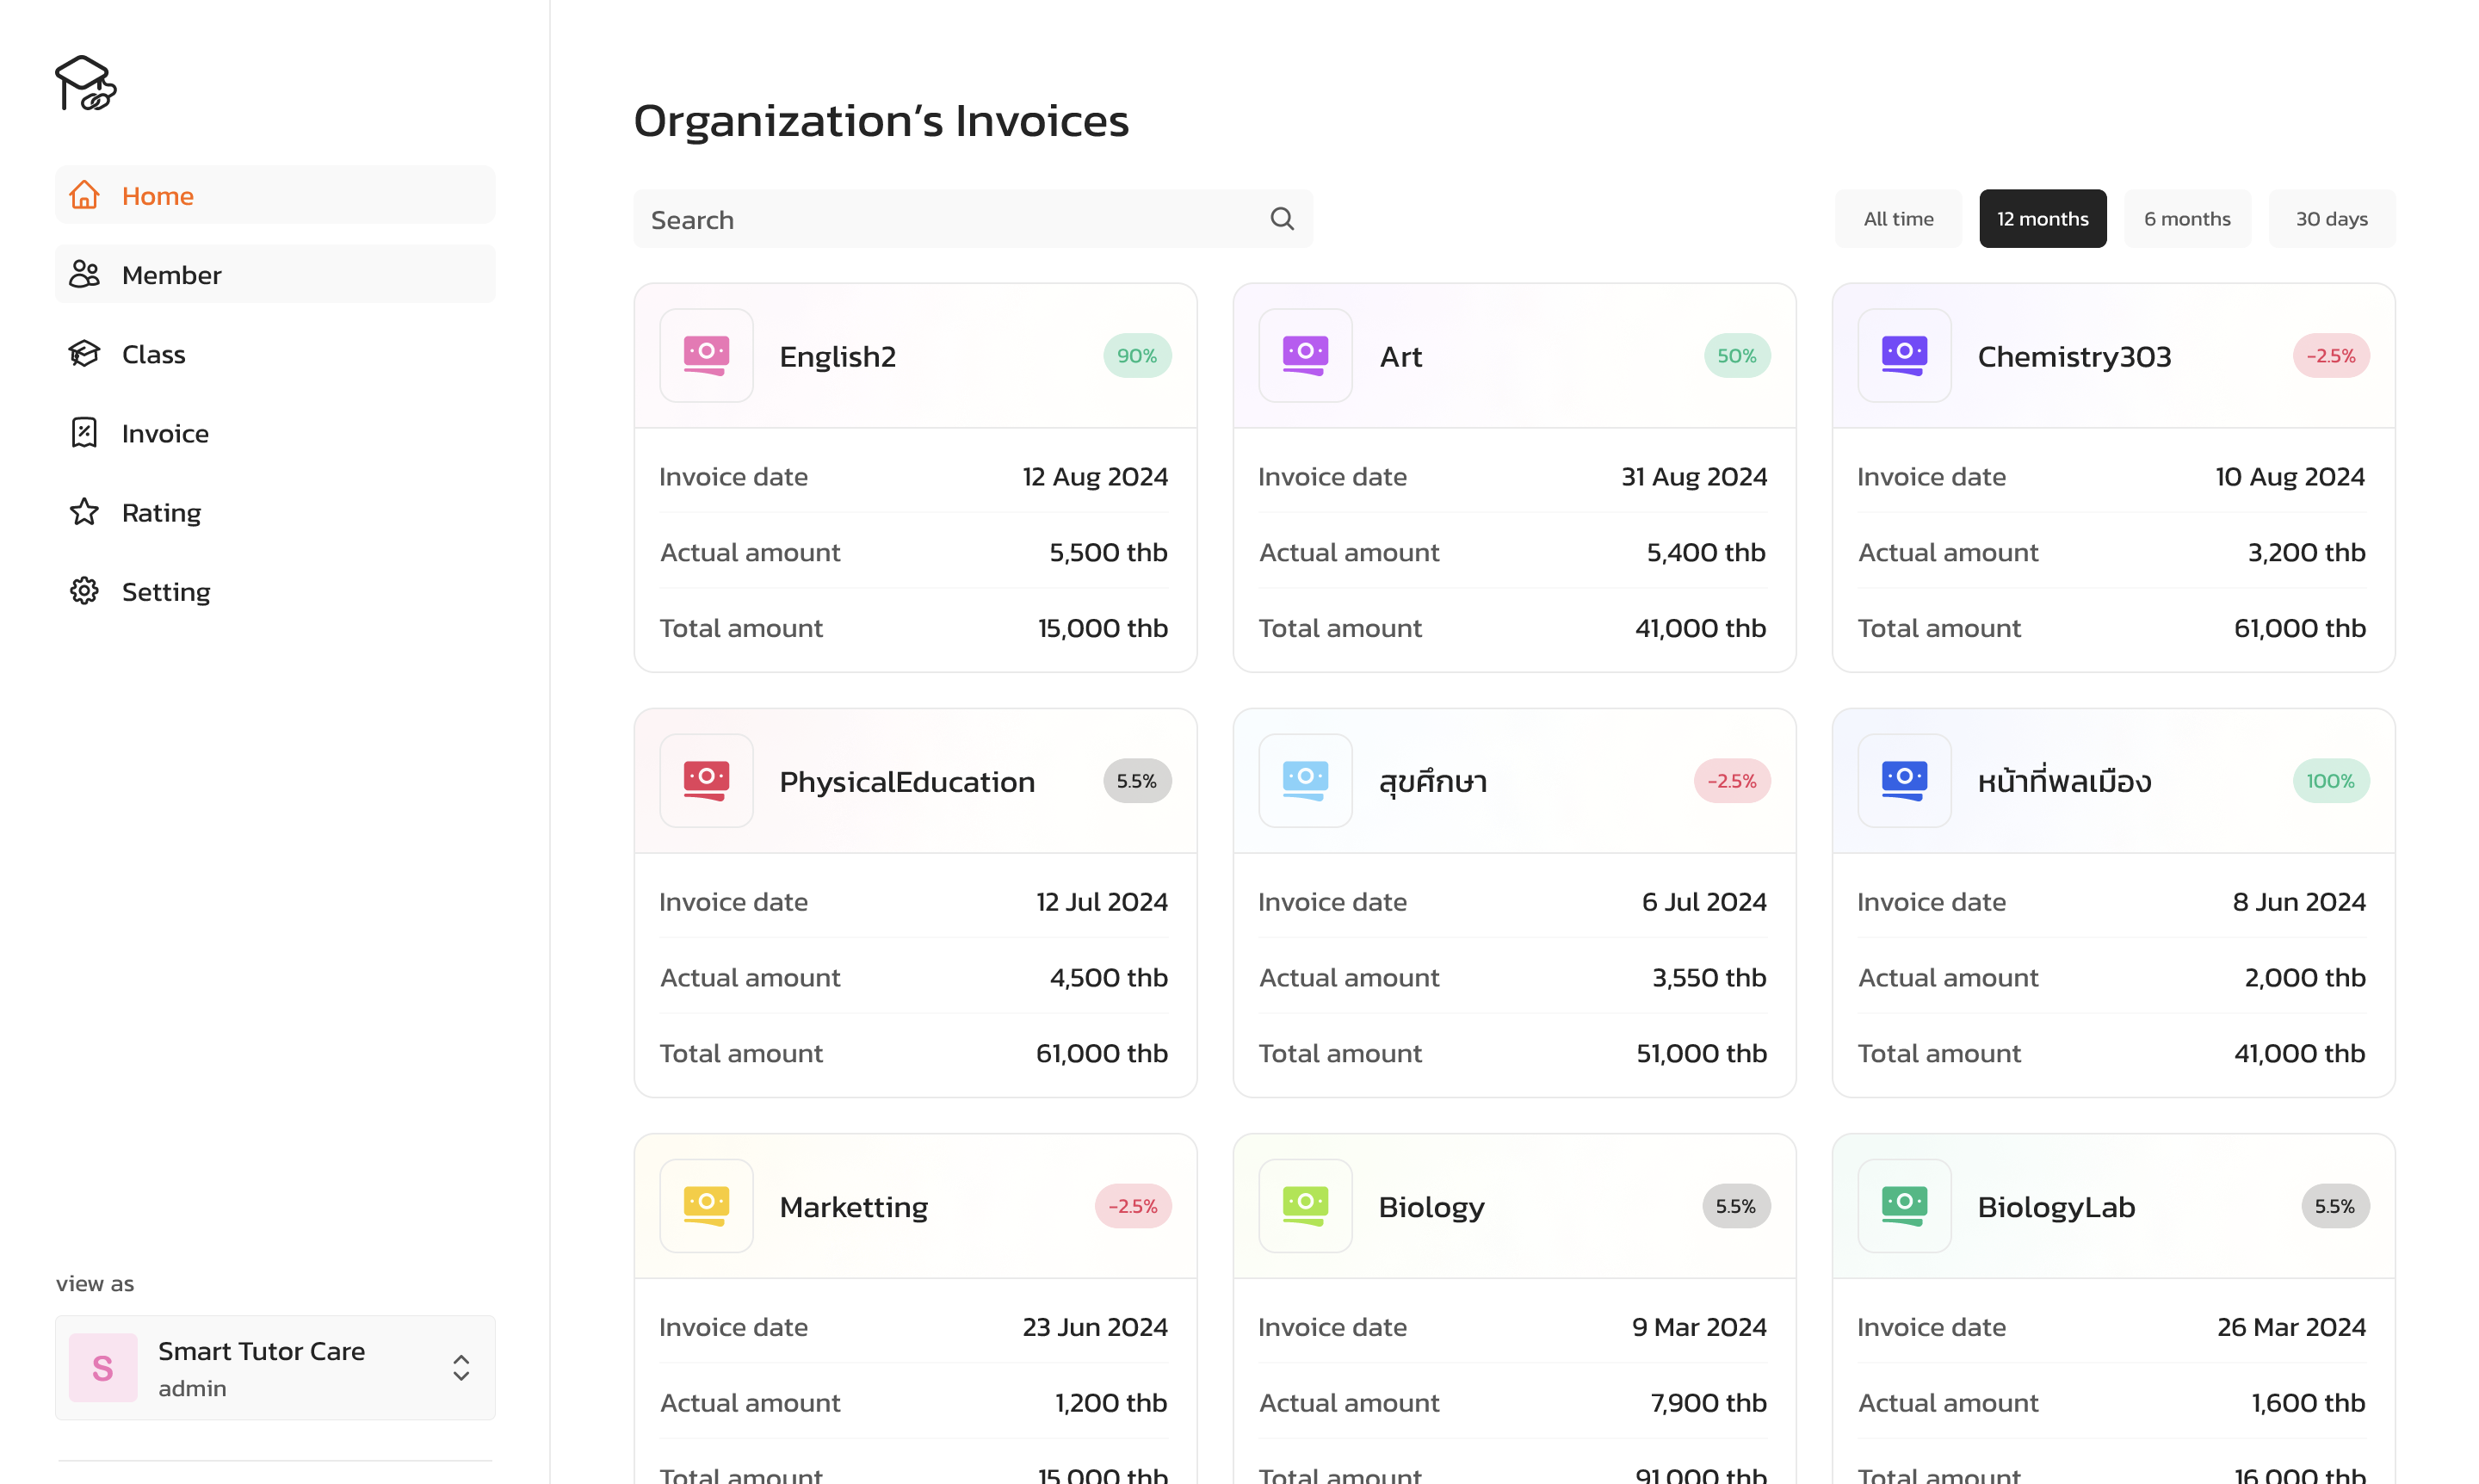 Home
Member
Class
Invoice
Rating
Setting
view as
S
Smart Tutor Care
admin
Organization’s Invoices
Search
All time
12 months
6 months
30 days
English2
90%
Invoice date
12 Aug 2024
Actual amount
5,500 thb
Total amount
15,000 thb
Art
50%
Invoice date
31 Aug 2024
Actual amount
5,400 thb
Total amount
41,000 thb
Chemistry303
-2.5%
Invoice date
10 Aug 2024
Actual amount
3,200 thb
Total amount
61,000 thb
PhysicalEducation
5.5%
Invoice date
12 Jul 2024
Actual amount
4,500 thb
Total amount
61,000 thb
สุขศึกษา
-2.5%
Invoice date
6 Jul 2024
Actual amount
3,550 thb
Total amount
51,000 thb
หน้าที่พลเมือง
100%
Invoice date
8 Jun 2024
Actual amount
2,000 thb
Total amount
41,000 thb
Marketting
-2.5%
Invoice date
23 Jun 2024
Actual amount
1,200 thb
Total amount
15,000 thb
Biology
5.5%
Invoice date
9 Mar 2024
Actual amount
7,900 thb
Total amount
91,000 thb
BiologyLab
5.5%
Invoice date
26 Mar 2024
Actual amount
1,600 thb
Total amount
16,000 thb